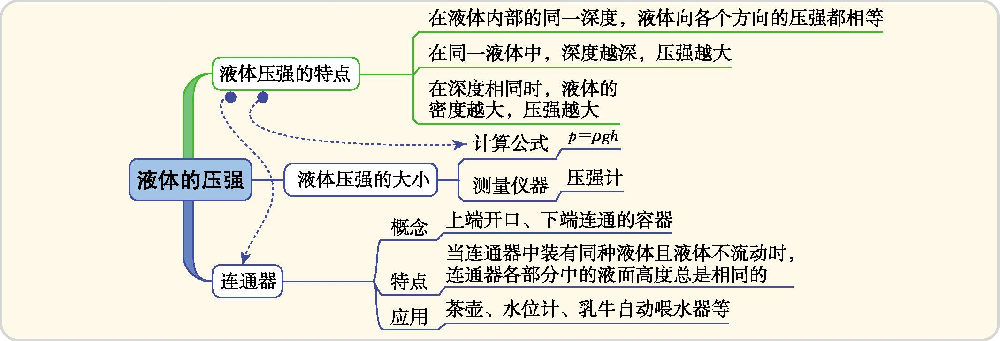 在液体内部的同一深度，液体向各个方向的压强都相等
在同一液体中，深度越深，压强越大
液体压强的特点
在深度相同时，液体的
密度越大，压强越大
计算公式 p=ρgh
液体的压强
液体压强的大小
测量仪器 压强计
概念 上端开口、下端连通的容器
当连通器中装有同种液体且液体不流动时，
连通器各部分中的液面高度总是相同的
特点
连通器
应用 茶壶、水位计、乳牛自动喂水器等